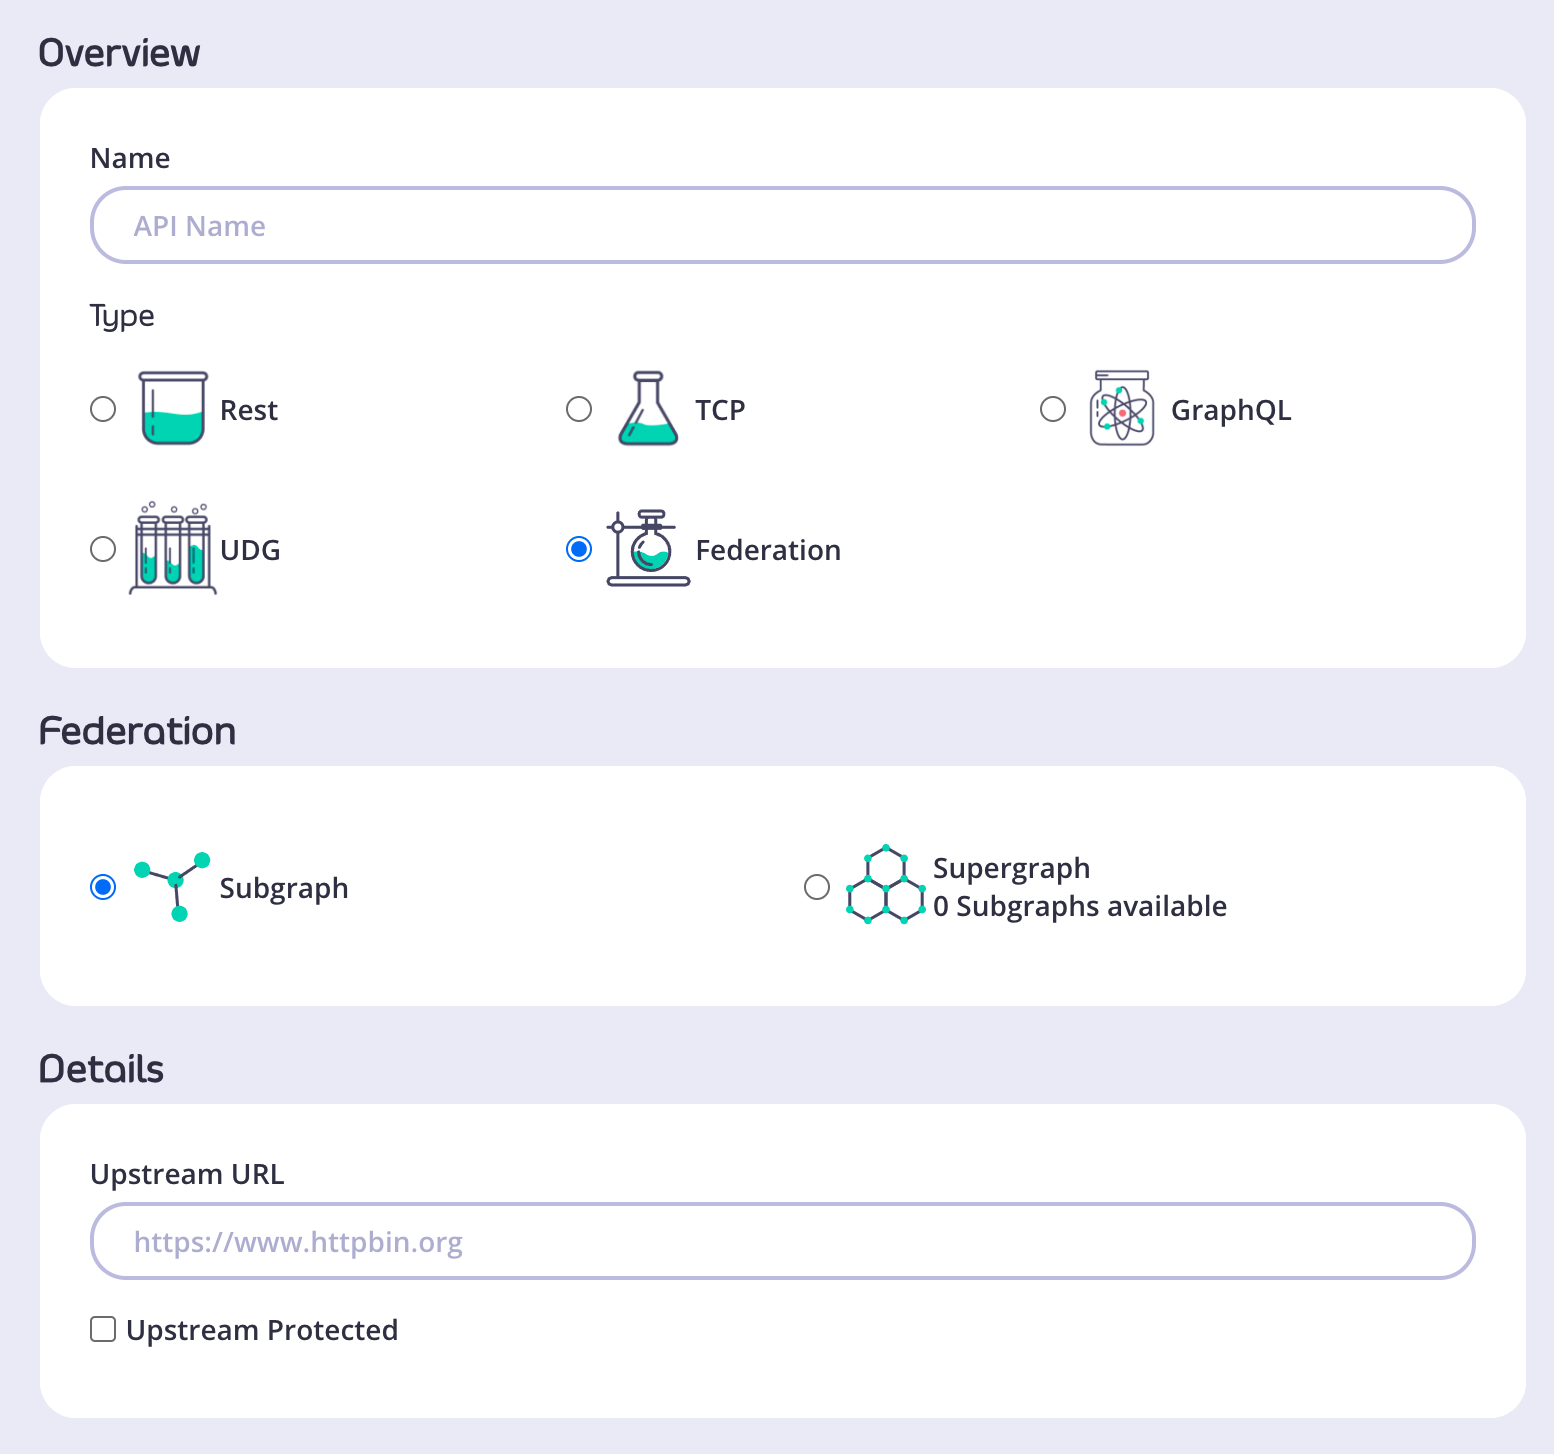 Overview
Name
API Name
Type
Rest
TCP
GraphQL
UDG
Federation
Federation
Subgraph
Supergraph
0 Subgraphs available
Details
Upstream URL
https://www.httpbin.org
Upstream Protected